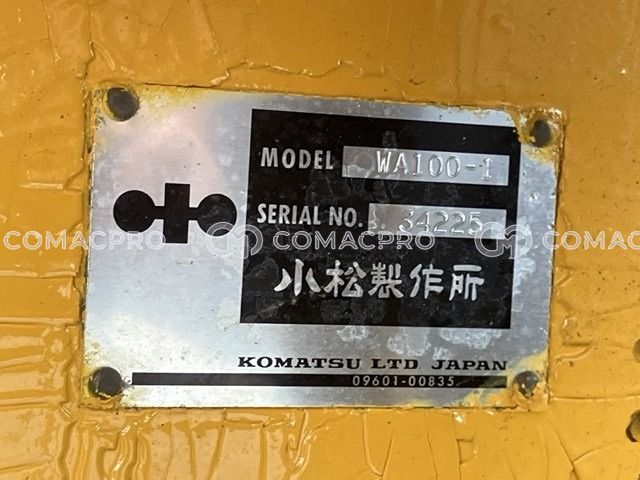 MODEL WA100-1
SERIAL NO. 34225
COMACPRO COMACPRO COMACPRO
小松製作所
KOMATSU LTD JAPAN
09601-00835